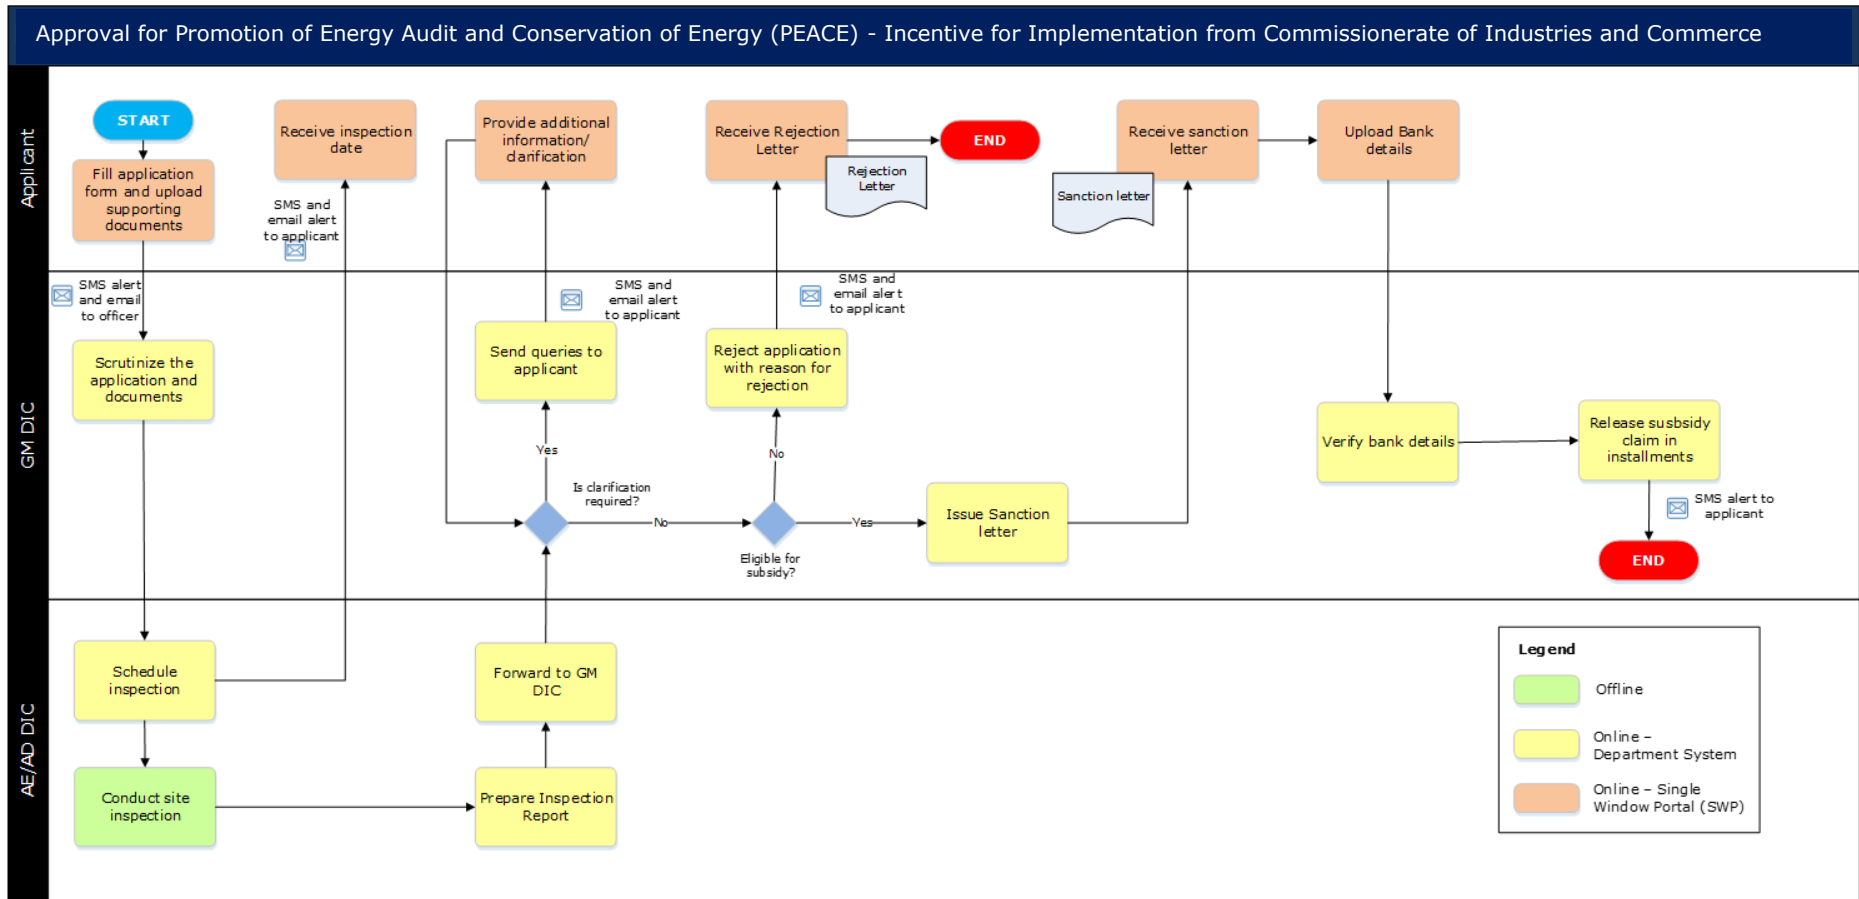 Approval for Promotion of Energy Audit and Conservation of Energy (PEACE) - Incentive for Implementation from Commissionerate of Industries and Commerce
Applicant
START
Fill application
form and upload
supporting
documents
Receive inspection
date
SMS and
email alert
to applicant
Provide additional
information/
clarification
Receive Rejection
Letter
Rejection
Letter
END
Receive sanction
letter
Sanction letter
Upload Bank
details
GM DIC
SMS alert
and email
to officer
Scrutinize the
application and
documents
SMS and
email alert
to applicant
Send queries to
applicant
Yes
Is clarification
required?
No
SMS and
email alert
to applicant
Reject application
with reason for
rejection
No
Eligible for
subsidy?
Yes
Issue Sanction
letter
Verify bank details
Release susbsidy
claim in
installments
SMS alert to
applicant
END
AE/AD DIC
Schedule
inspection
Conduct site
inspection
Forward to GM
DIC
Prepare Inspection
Report
Legend
Offline
Online –
Department System
Online – Single
Window Portal (SWP)